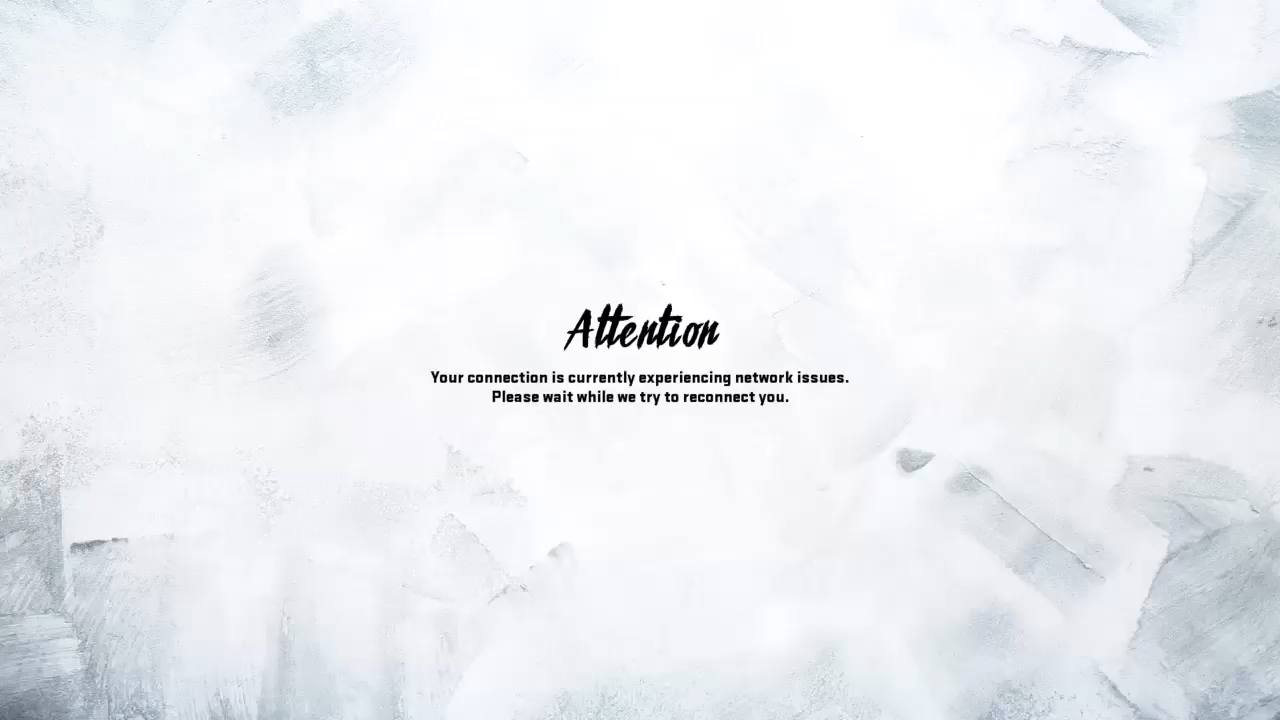 Attention
Your connection is currently experiencing network issues.
Please wait while we try to reconnect you.